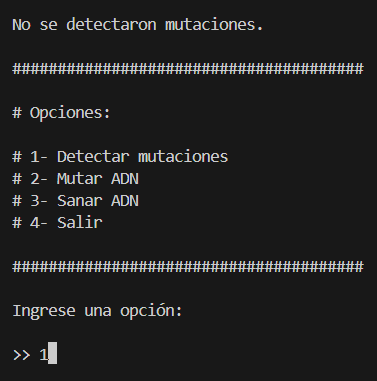 No se detectaron mutaciones.
#######################################
# Opciones:
# 1- Detectar mutaciones
# 2- Mutar ADN
# 3- Sanar ADN
# 4- Salir
#######################################
Ingrese una opción:
>> 1